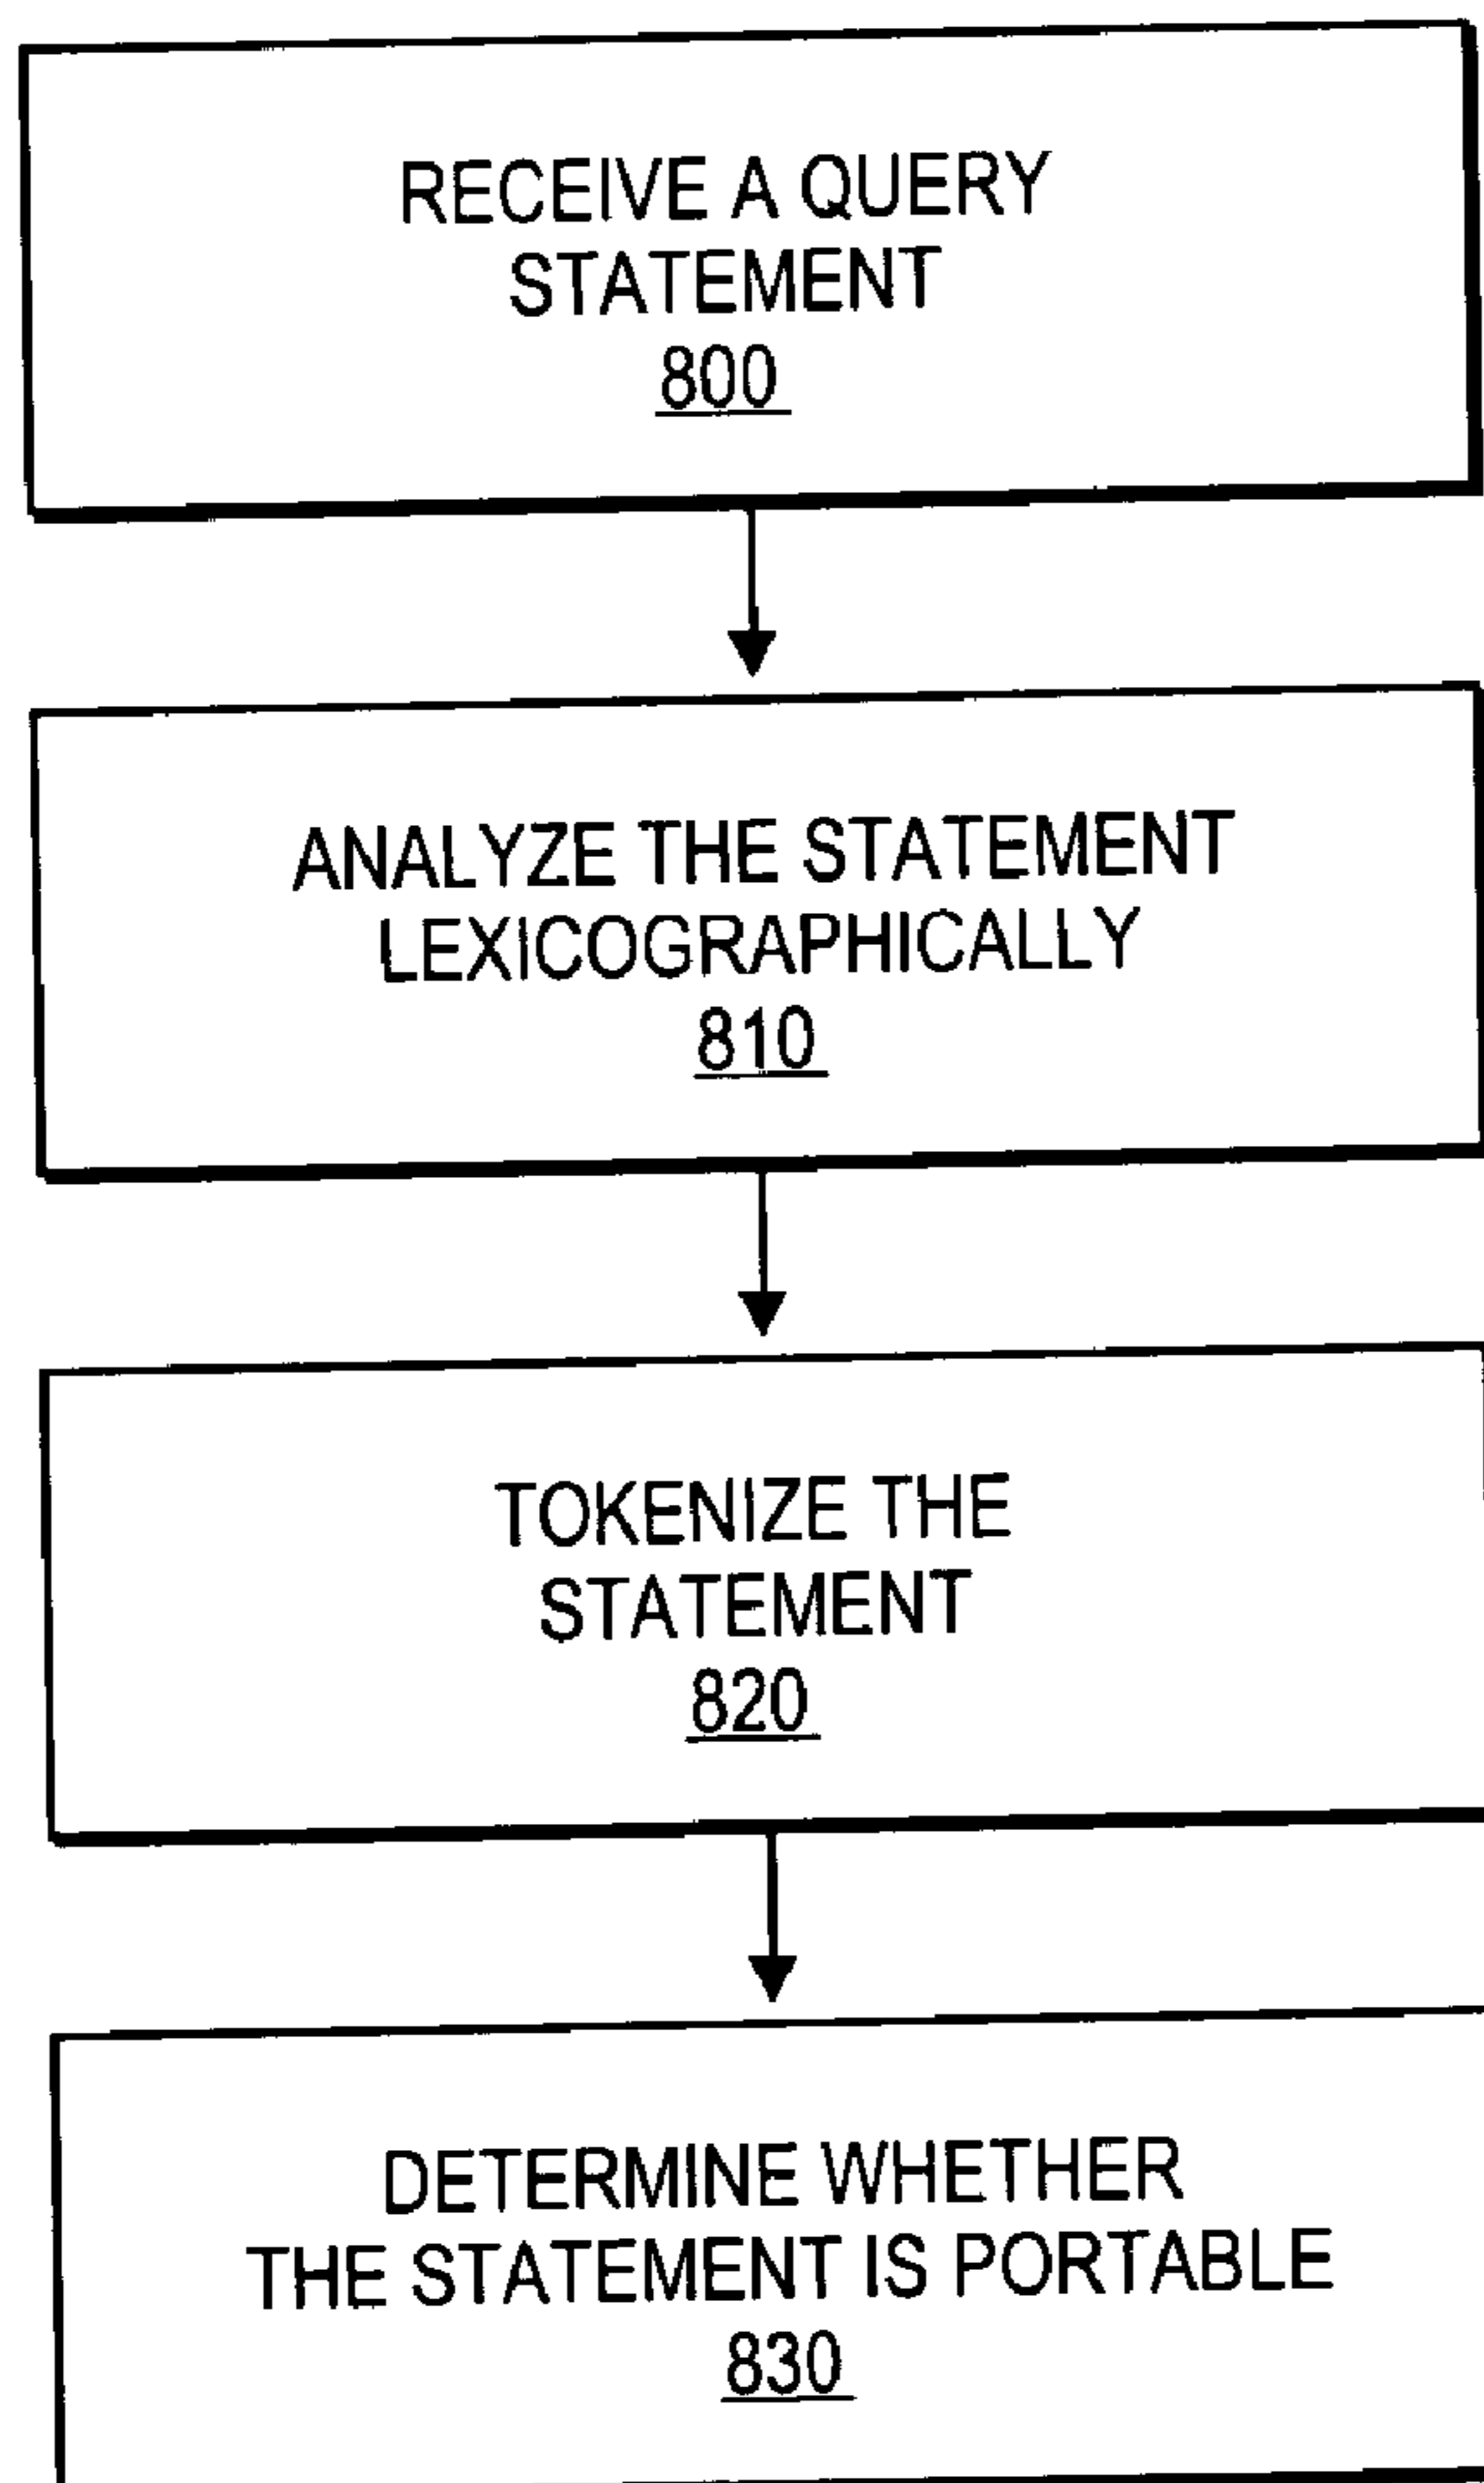 RECEIVE A QUERY
STATEMENT
800
ANALYZE THE STATEMENT
LEXICOGRAPHICALLY
810
TOKENIZE THE
STATEMENT
820
DETERMINE WHETHER
THE STATEMENT IS PORTABLE
830